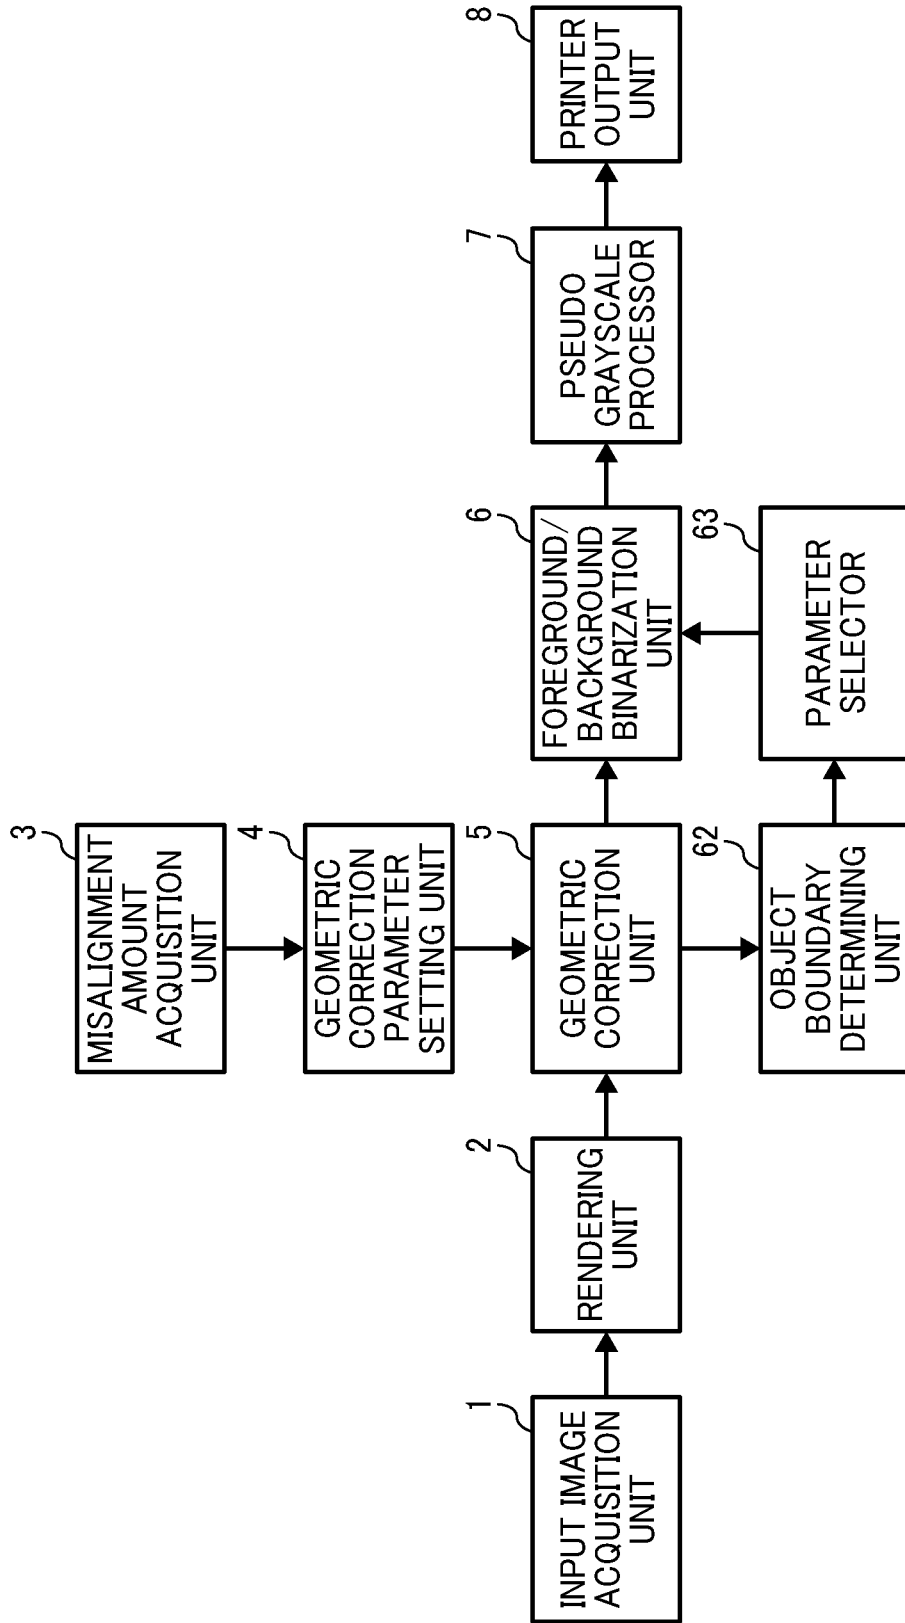 3
MISALIGNMENT
AMOUNT
ACQUISITION
UNIT
4
GEOMETRIC
CORRECTION
PARAMETER
SETTING UNIT
1
INPUT IMAGE
ACQUISITION
UNIT
2
RENDERING
UNIT
5
GEOMETRIC
CORRECTION
UNIT
6
FOREGROUND/
BACKGROUND
BINARIZATION
UNIT
7
PSEUDO
GRAYSCALE
PROCESSOR
8
PRINTER
OUTPUT
UNIT
62
OBJECT
BOUNDARY
DETERMINING
UNIT
63
PARAMETER
SELECTOR